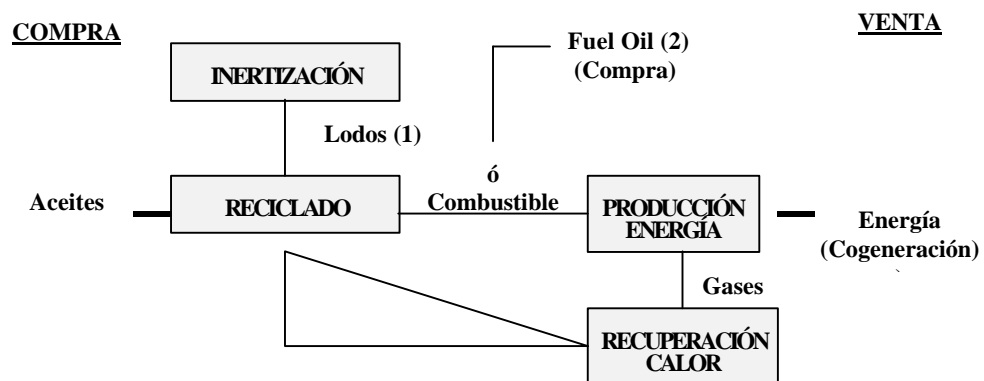 COMPRA
VENTA
Fuel Oil (2)
(Compra)
INERTIZACIÓN
Lodos (1)
ó
Combustible
Aceites
RECICLADO
PRODUCCIÓN
ENERGÍA
Energía
(Cogeneración)
Gases
RECUPERACIÓN
CALOR